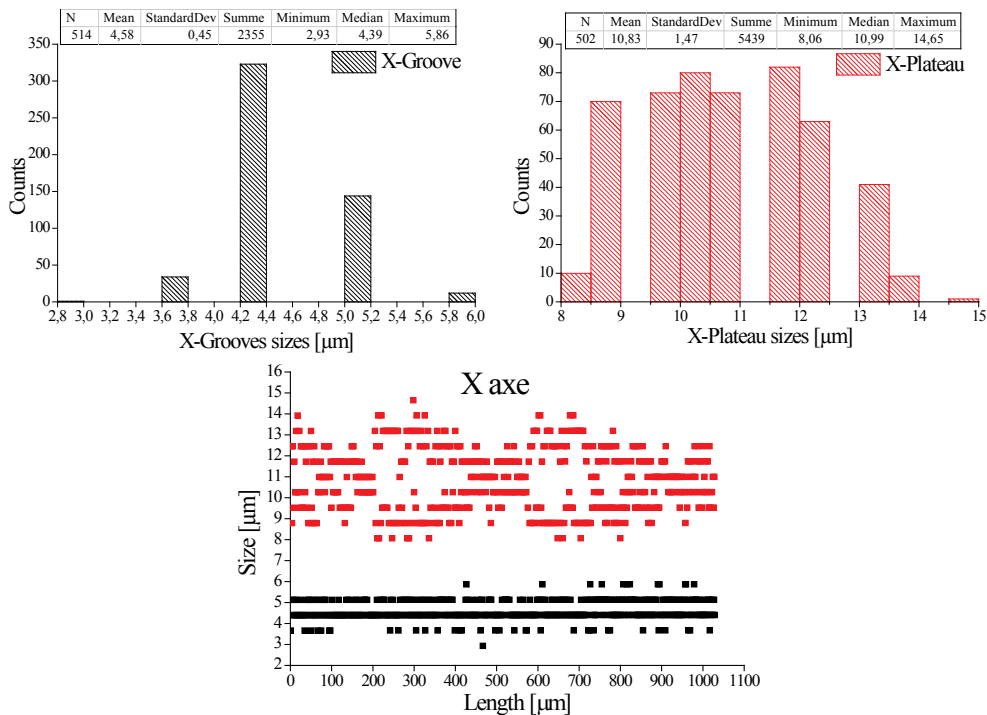 N Mean StandardDev Summe Minimum Median Maximum
514 4,58 0,45 2355 2,93 4,39 5,86
350
300
250
200
150
100
50
0
Counts
X-Groove
2,8 3,0 3,2 3,4 3,6 3,8 4,0 4,2 4,4 4,6 4,8 5,0 5,2 5,4 5,6 5,8 6,0
X-Grooves sizes [μm]
N Mean StandardDev Summe Minimum Median Maximum
502 10,83 1,47 5439 8,06 10,99 14,65
90
80
70
60
50
40
30
20
10
0
Counts
X-Plateau
8 9 10 11 12 13 14 15
X-Plateau sizes [μm]
X axe
16
15
14
13
12
11
10
9
8
7
6
5
4
3
2
Size [μm]
0 100 200 300 400 500 600 700 800 900 1000 1100
Length [μm]